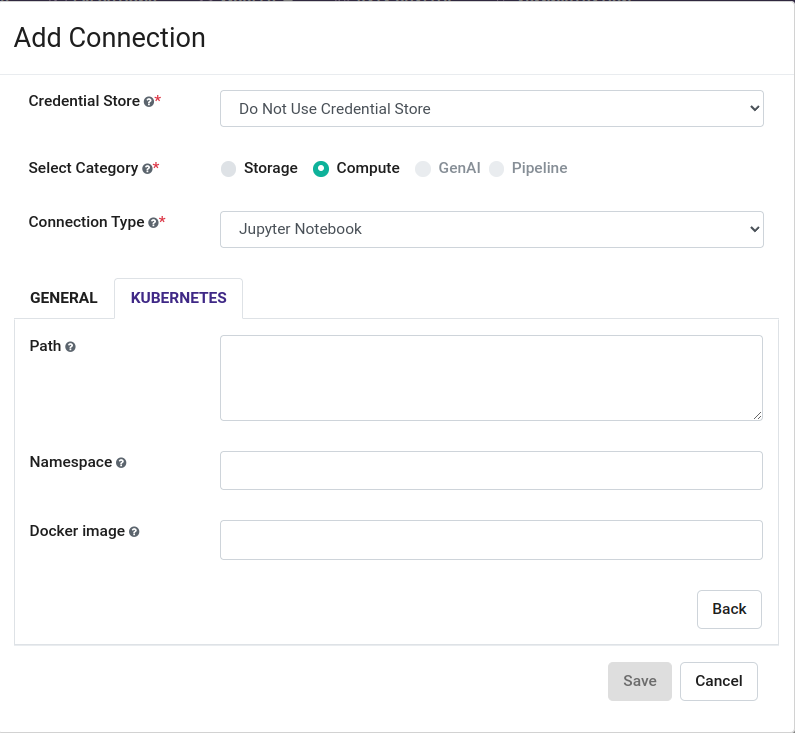 Add Connection
Credential Store ?*
Do Not Use Credential Store
Select Category ?*
Storage Compute GenAI Pipeline
Connection Type ?*
Jupyter Notebook
GENERAL KUBERNETES
Path ?
Namespace ?
Docker image ?
Back
Save Cancel